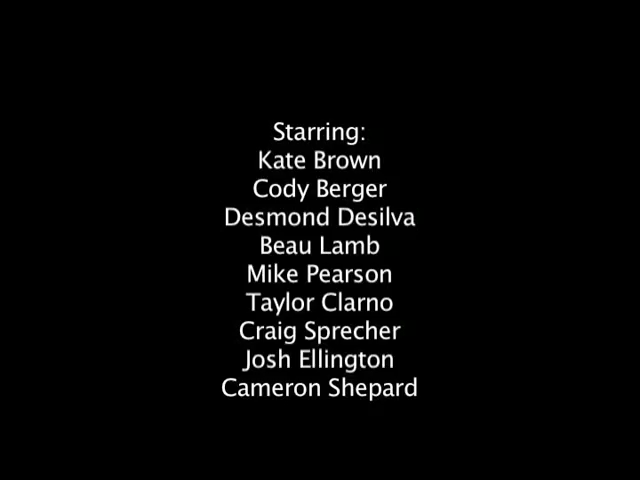 Starring:
Kate Brown
Cody Berger
Desmond Desilva
Beau Lamb
Mike Pearson
Taylor Clarno
Craig Sprecher
Josh Ellington
Cameron Shepard